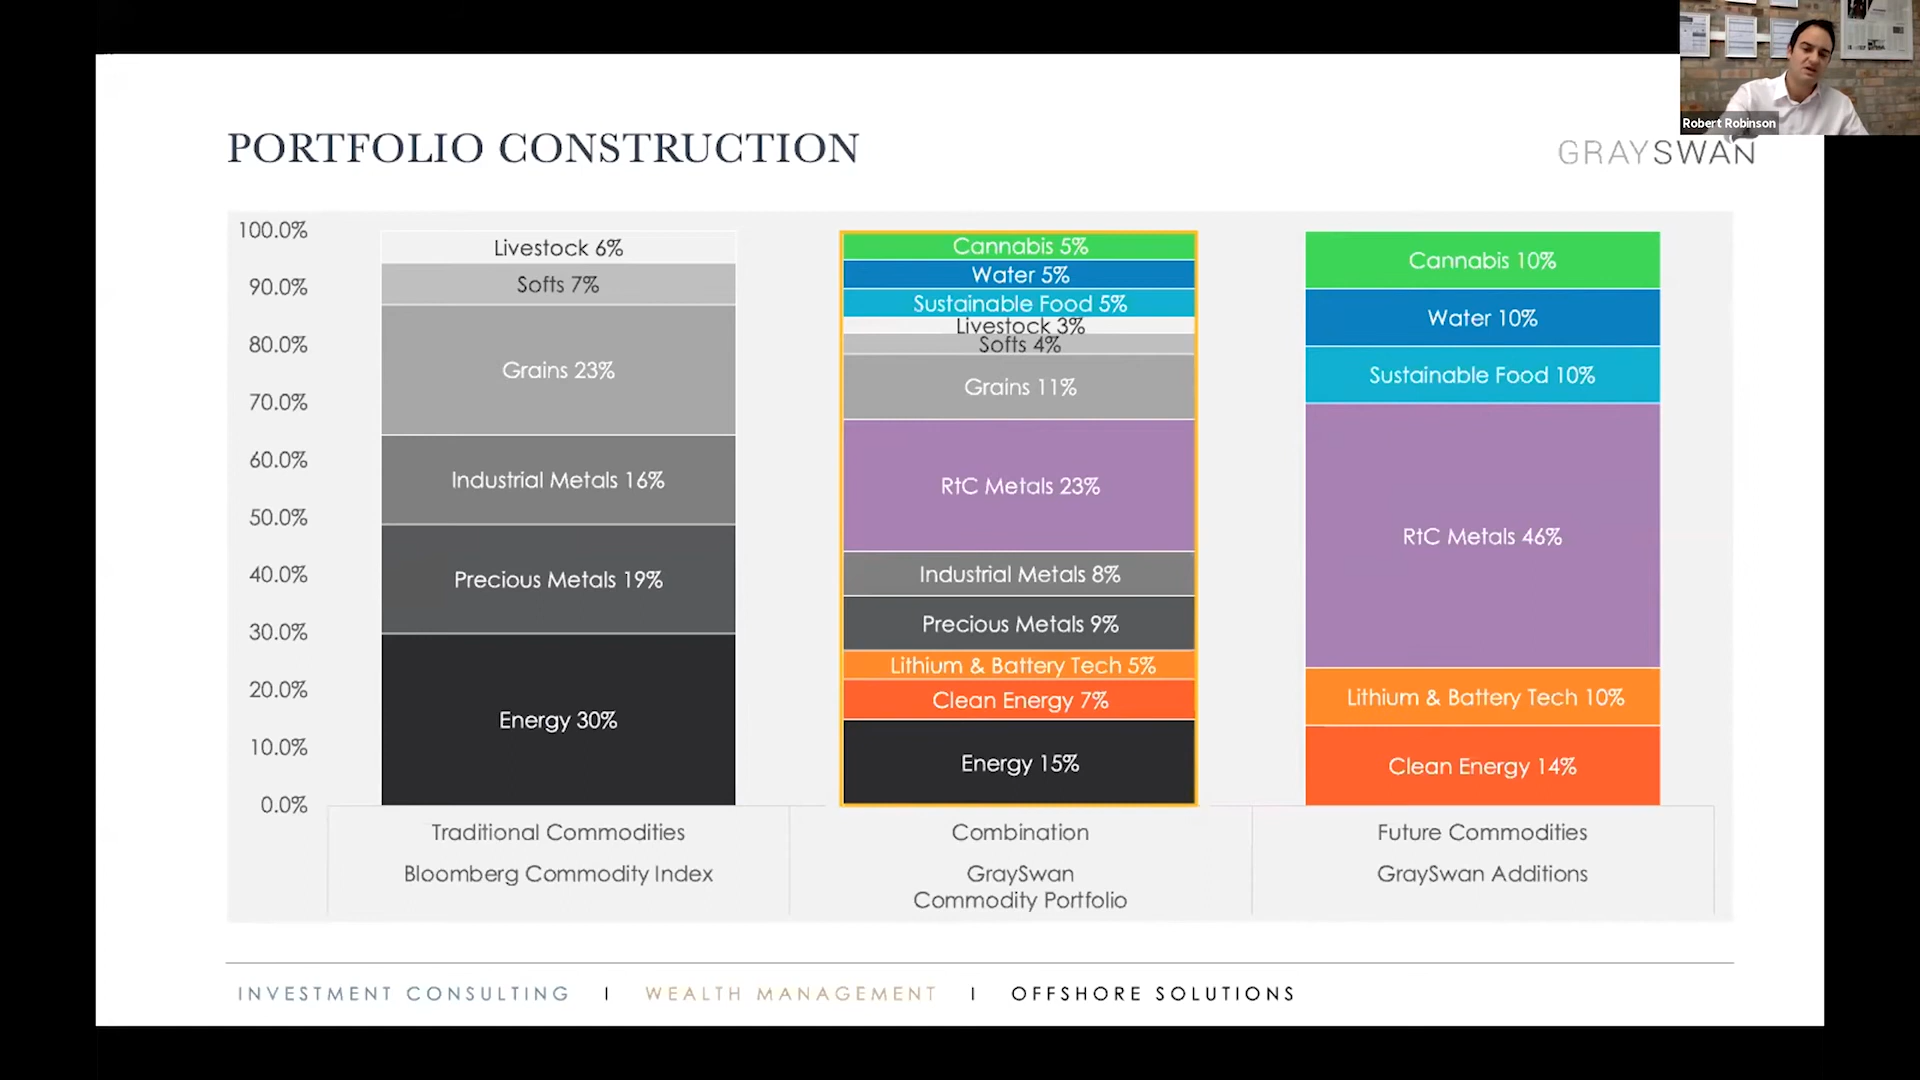 Robert Robinson
PORTFOLIO CONSTRUCTION
GRAYSWAN
100.0%
90.0%
80.0%
70.0%
60.0%
50.0%
40.0%
30.0%
20.0%
10.0%
0.0%
Livestock 6%
Softs 7%
Grains 23%
Industrial Metals 16%
Precious Metals 19%
Energy 30%
Traditional Commodities
Bloomberg Commodity Index
Cannabis 5%
Water 5%
Sustainable Food 5%
Livestock 3%
Softs 4%
Grains 11%
RtC Metals 23%
Industrial Metals 8%
Precious Metals 9%
Lithium & Battery Tech 5%
Clean Energy 7%
Energy 15%
Combination
GraySwan
Commodity Portfolio
Cannabis 10%
Water 10%
Sustainable Food 10%
RtC Metals 46%
Lithium & Battery Tech 10%
Clean Energy 14%
Future Commodities
GraySwan Additions
INVESTMENT CONSULTING | WEALTH MANAGEMENT | OFFSHORE SOLUTIONS